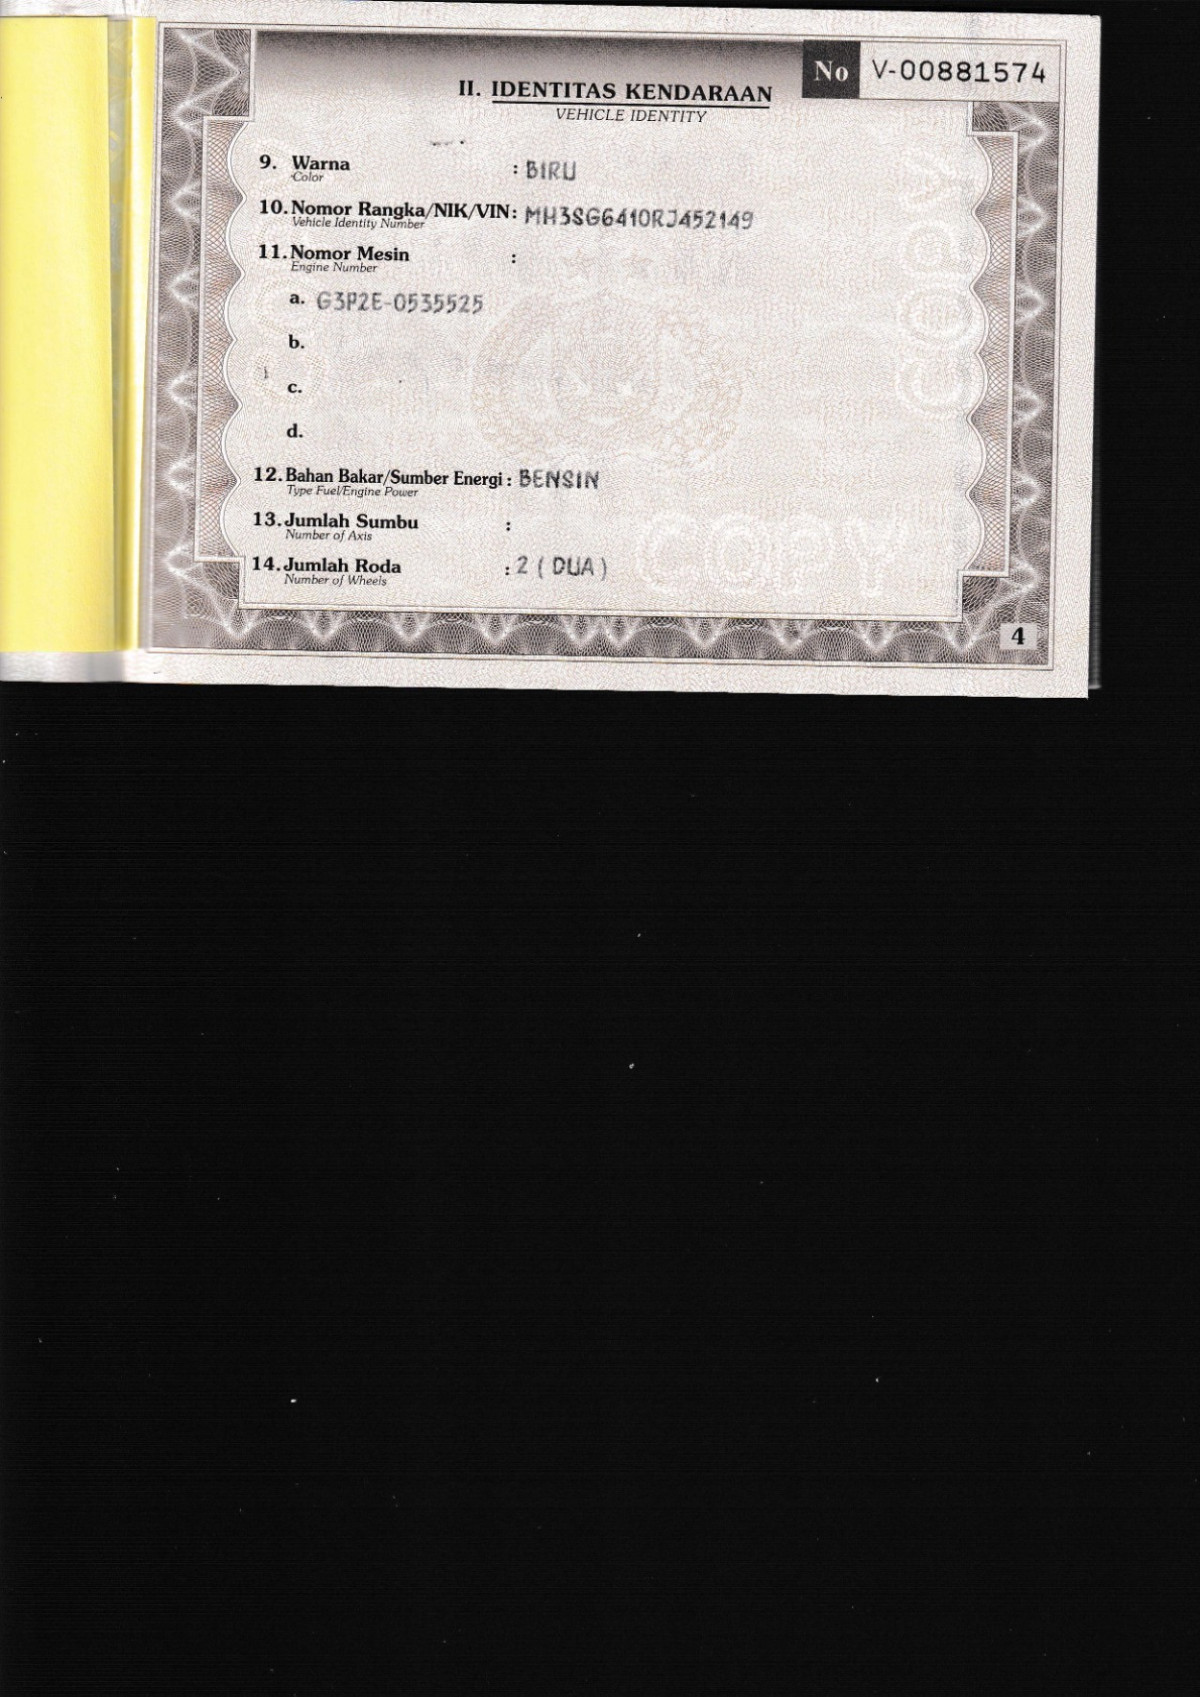 No V-00881574
II. IDENTITAS KENDARAAN
VEHICLE IDENTITY
9. Warna : BIRU
Color
10. Nomor Rangka/NIK/VIN : MH3SG6410RJ452149
Vehicle Identity Number
11. Nomor Mesin :
Engine Number
a. G3P2E-0535525
b.
c.
d.
12. Bahan Bakar/Sumber Energi : BENSIN
Type Fuel/Engine Power
13. Jumlah Sumbu :
Number of Axis
14. Jumlah Roda : 2 ( DUA )
Number of Wheels
COPY
COPY
4